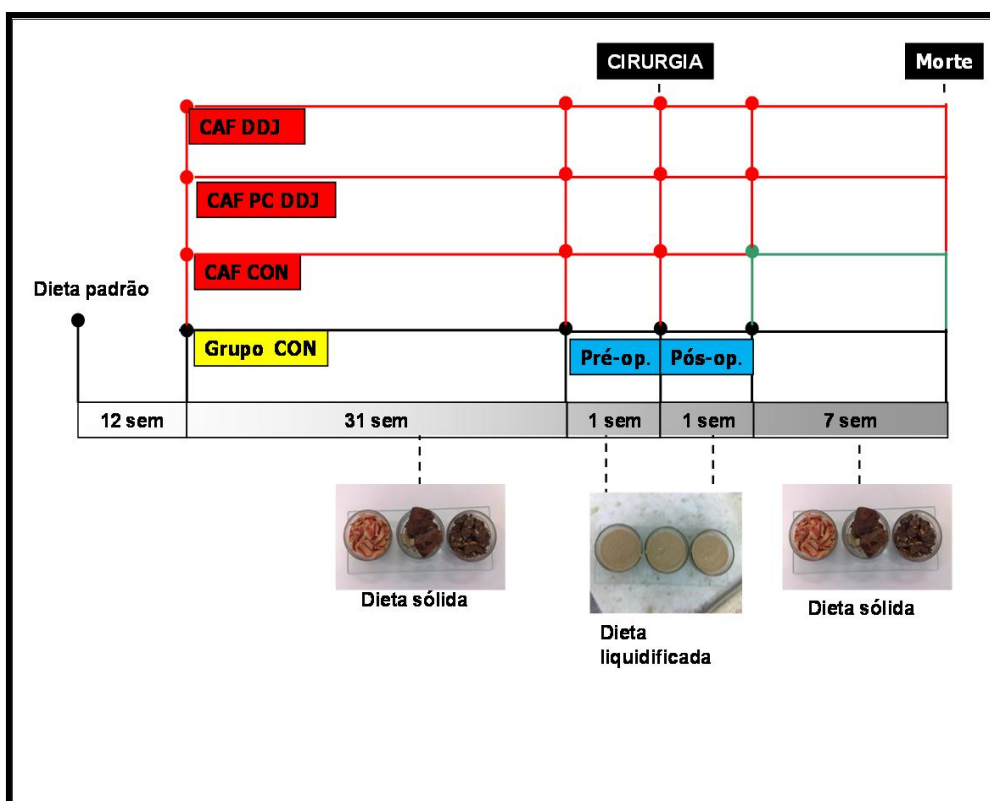 CIRURGIA
Morte
CAF DDJ
CAF PC DDJ
CAF CON
Dieta padrão
Grupo CON
Pré-op.
Pós-op.
12 sem
31 sem
1 sem
1 sem
7 sem
Dieta sólida
Dieta
liquidificada
Dieta sólida